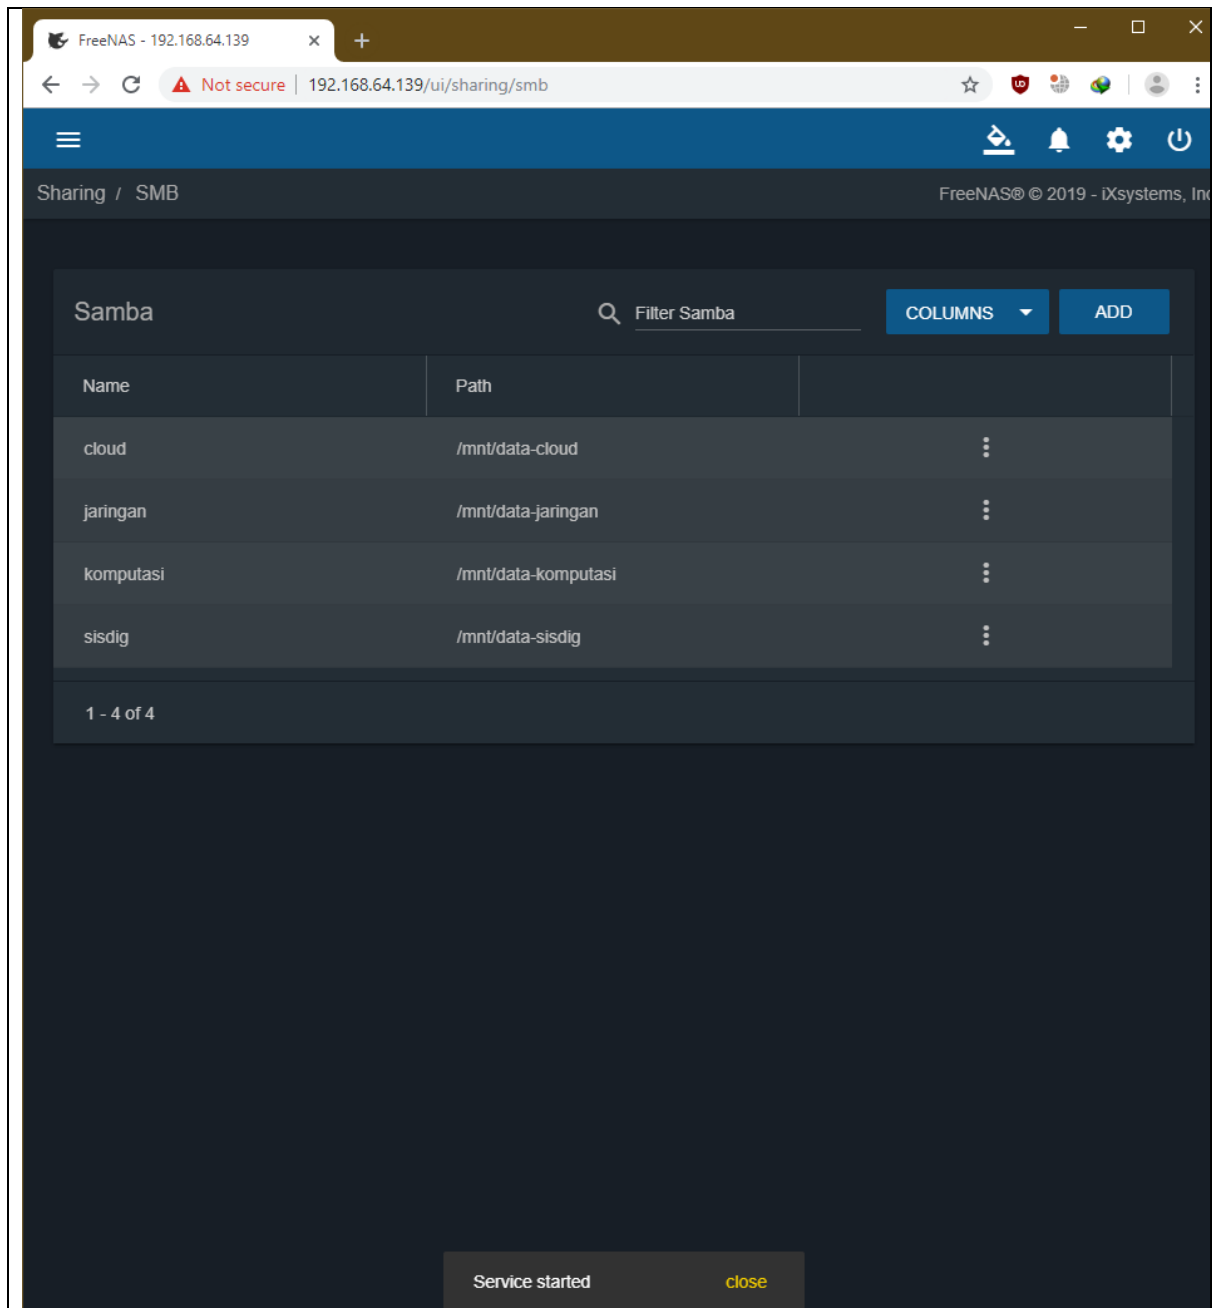 FreeNAS - 192.168.64.139
Not secure | 192.168.64.139/ui/sharing/smb
Sharing / SMB
FreeNAS® © 2019 - iXsystems, Inc
Samba
Filter Samba
COLUMNS
ADD
Name Path
cloud /mnt/data-cloud
jaringan /mnt/data-jaringan
komputasi /mnt/data-komputasi
sisdig /mnt/data-sisdig
1 - 4 of 4
Service started close